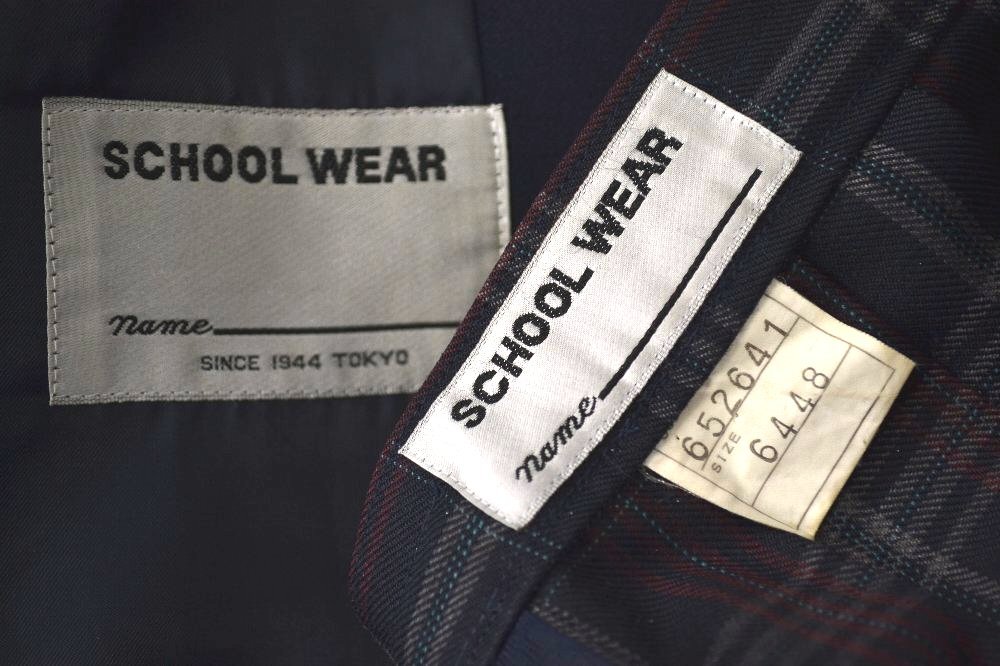 SCHOOL WEAR
name
SINCE 1944 TOKYO
SCHOOL WEAR
name
652641
SIZE
6448